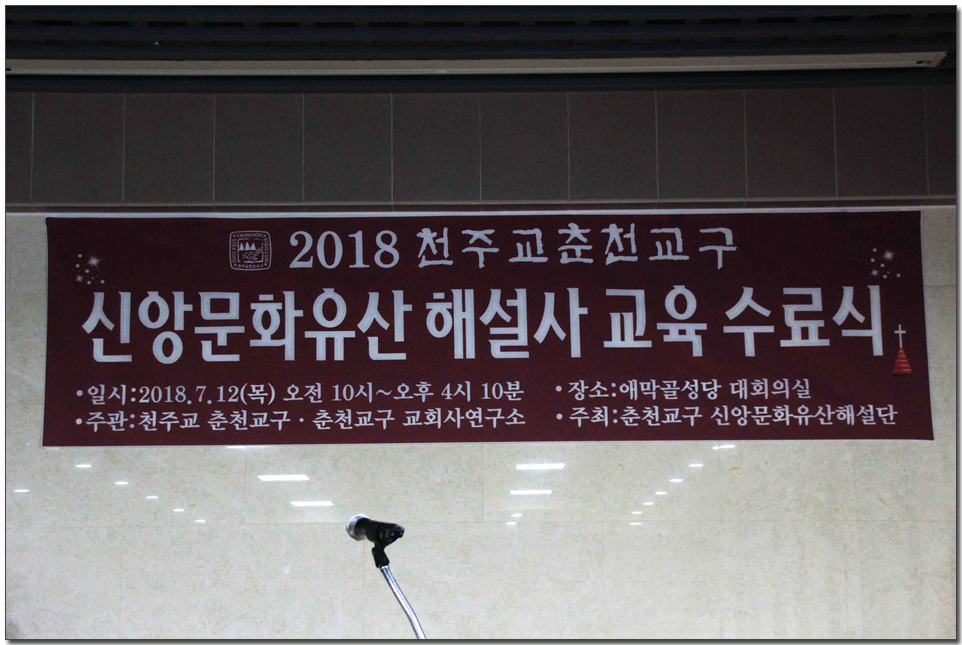 2018 천주교춘천교구
신앙문화유산 해설사 교육 수료식
•일시:2018.7.12(목) 오전 10시~오후 4시 10분 •장소:애막골성당 대회의실
•주관:천주교 춘천교구 · 춘천교구 교회사연구소 •주최:춘천교구 신앙문화유산해설단